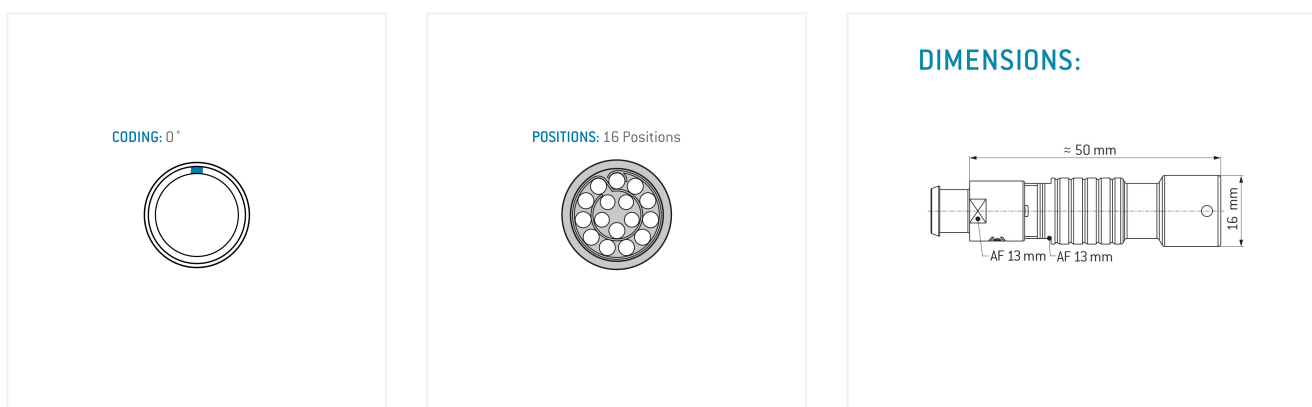 CODING: 0°
POSITIONS: 16 Positions
DIMENSIONS:
≈ 50 mm
16 mm
AF 13 mm
AF 13 mm